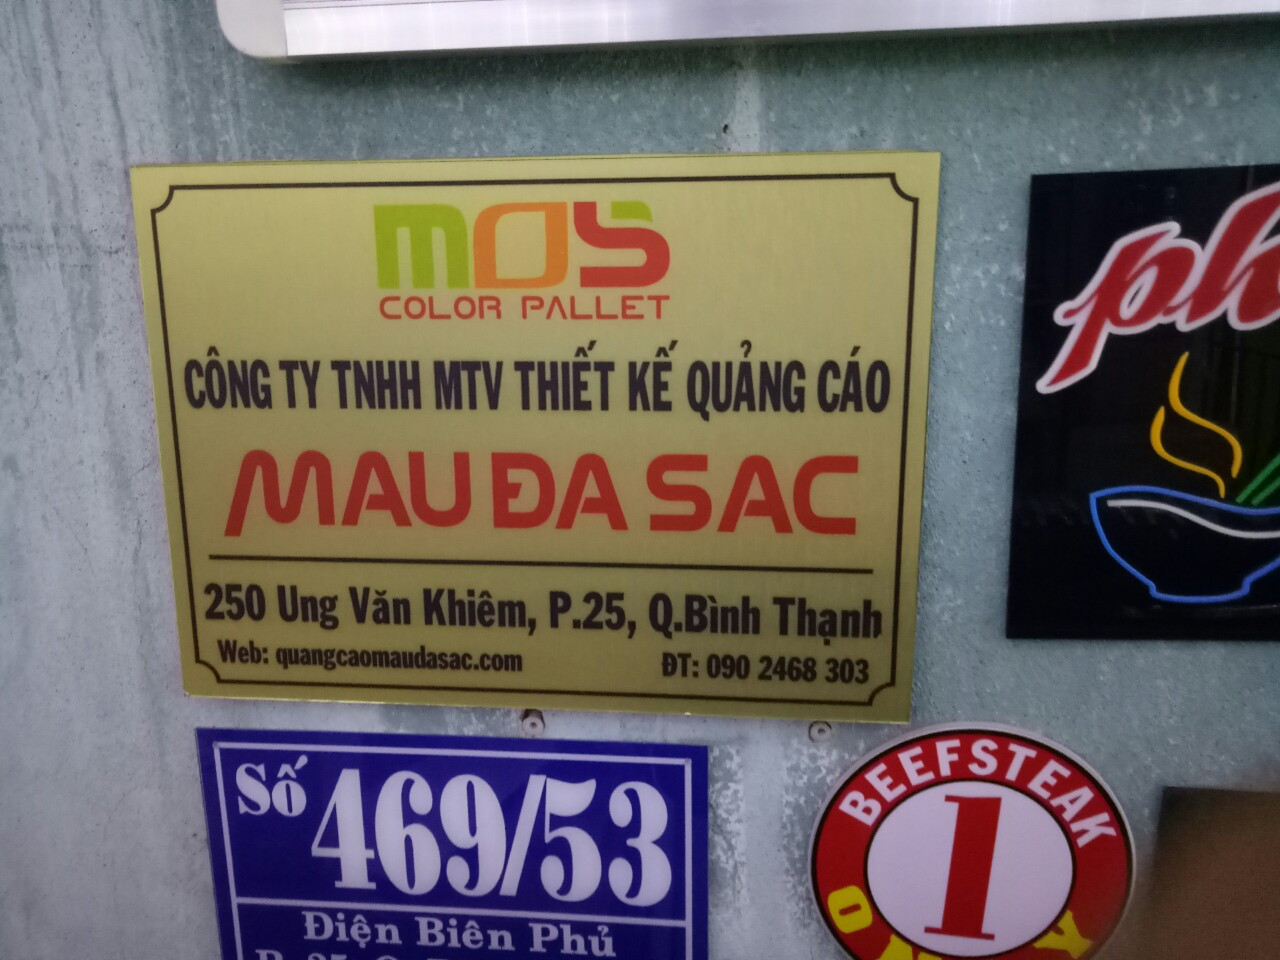 mos
COLOR PALLET
CÔNG TY TNHH MTV THIẾT KẾ QUẢNG CÁO
MAU ĐA SAC
250 Ung Văn Khiêm, P.25, Q.Bình Thạnh
Web: quangcaomaudasac.com
ĐT: 090 2468 303
Số 469/53
Điện Biên Phủ
BEEFSTEAK
1